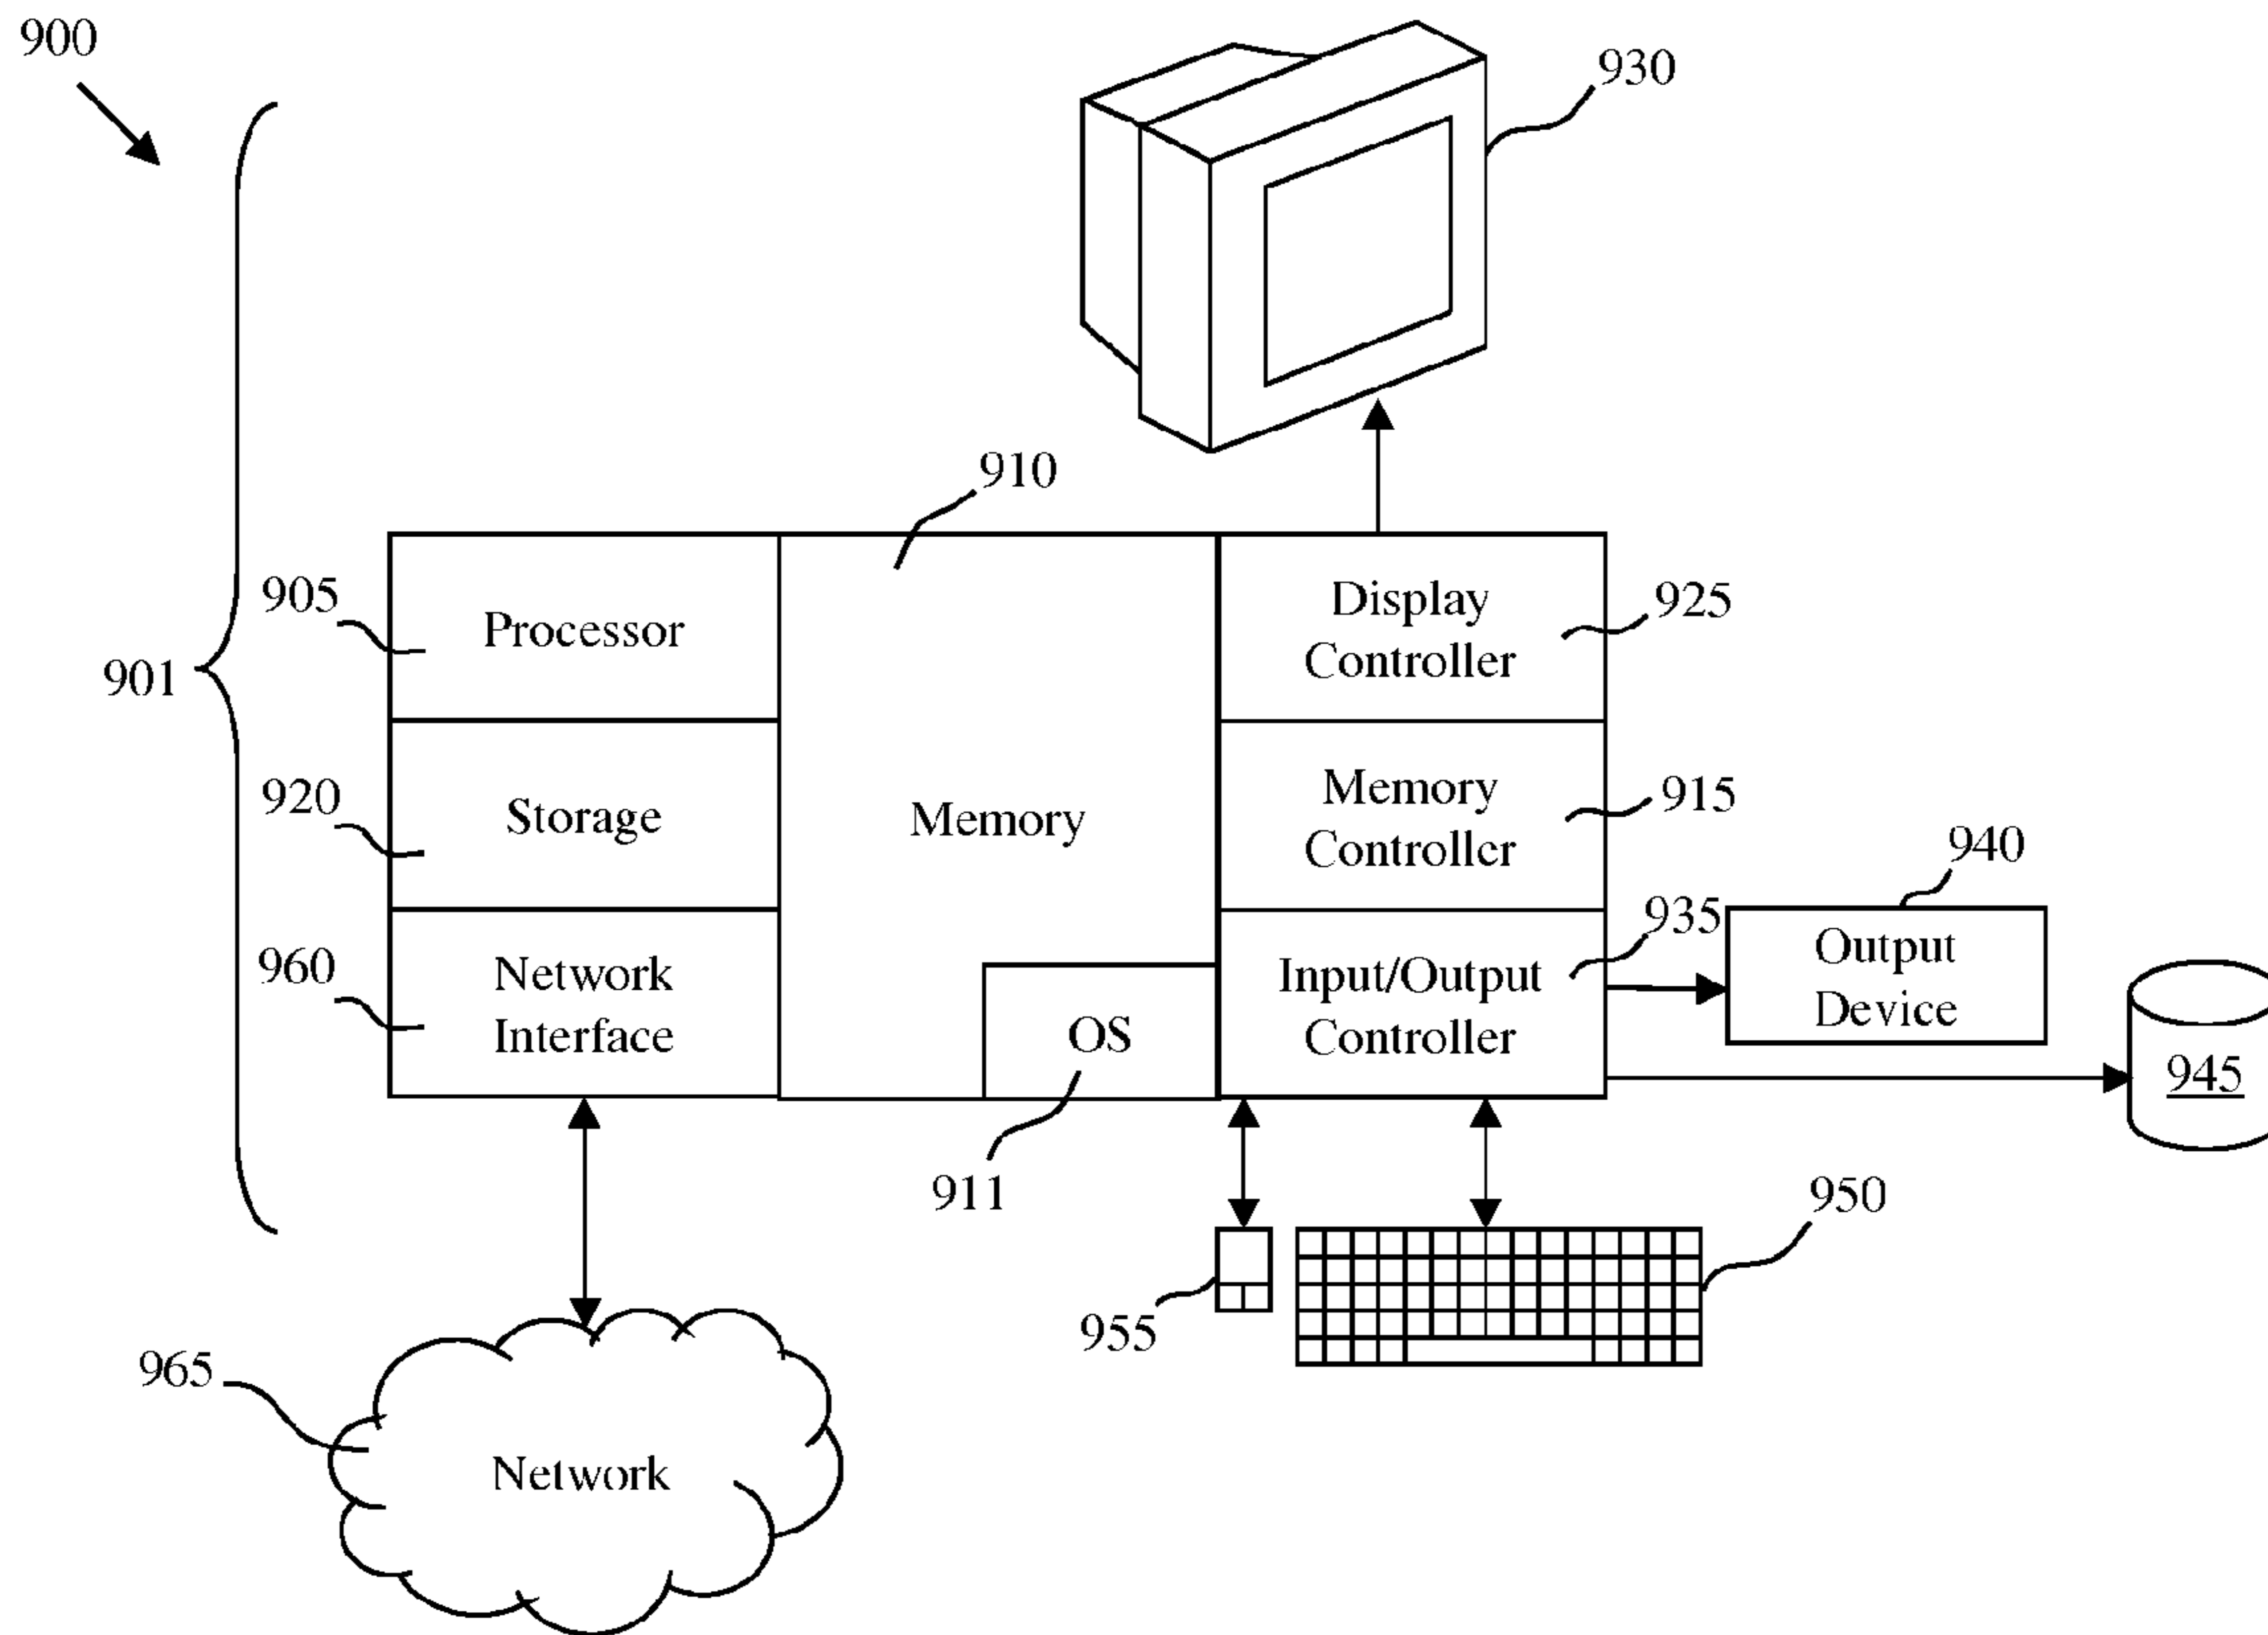 900
930
910
905
Processor
Display
Controller
925
901
920
Storage
Memory
Memory
Controller
915
940
935
960
Network
Interface
OS
Input/Output
Controller
Output
Device
945
911
950
955
965
Network